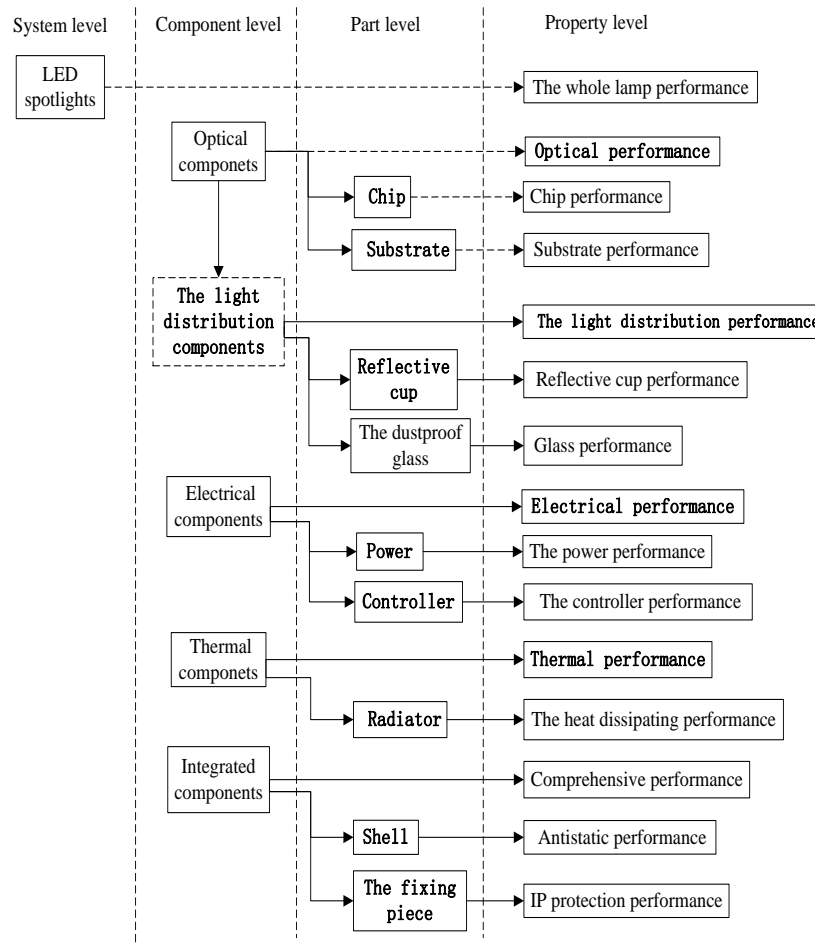 System level
Component level
Part level
Property level
LED
spotlights
The whole lamp performance
Optical
componets
Optical performance
Chip
Chip performance
Substrate
Substrate performance
The light
distribution
components
The light distribution performance
Reflective
cup
Reflective cup performance
The dustproof
glass
Glass performance
Electrical
components
Electrical performance
Power
The power performance
Controller
The controller performance
Thermal
componets
Thermal performance
Radiator
The heat dissipating performance
Integrated
components
Comprehensive performance
Shell
Antistatic performance
The fixing
piece
IP protection performance